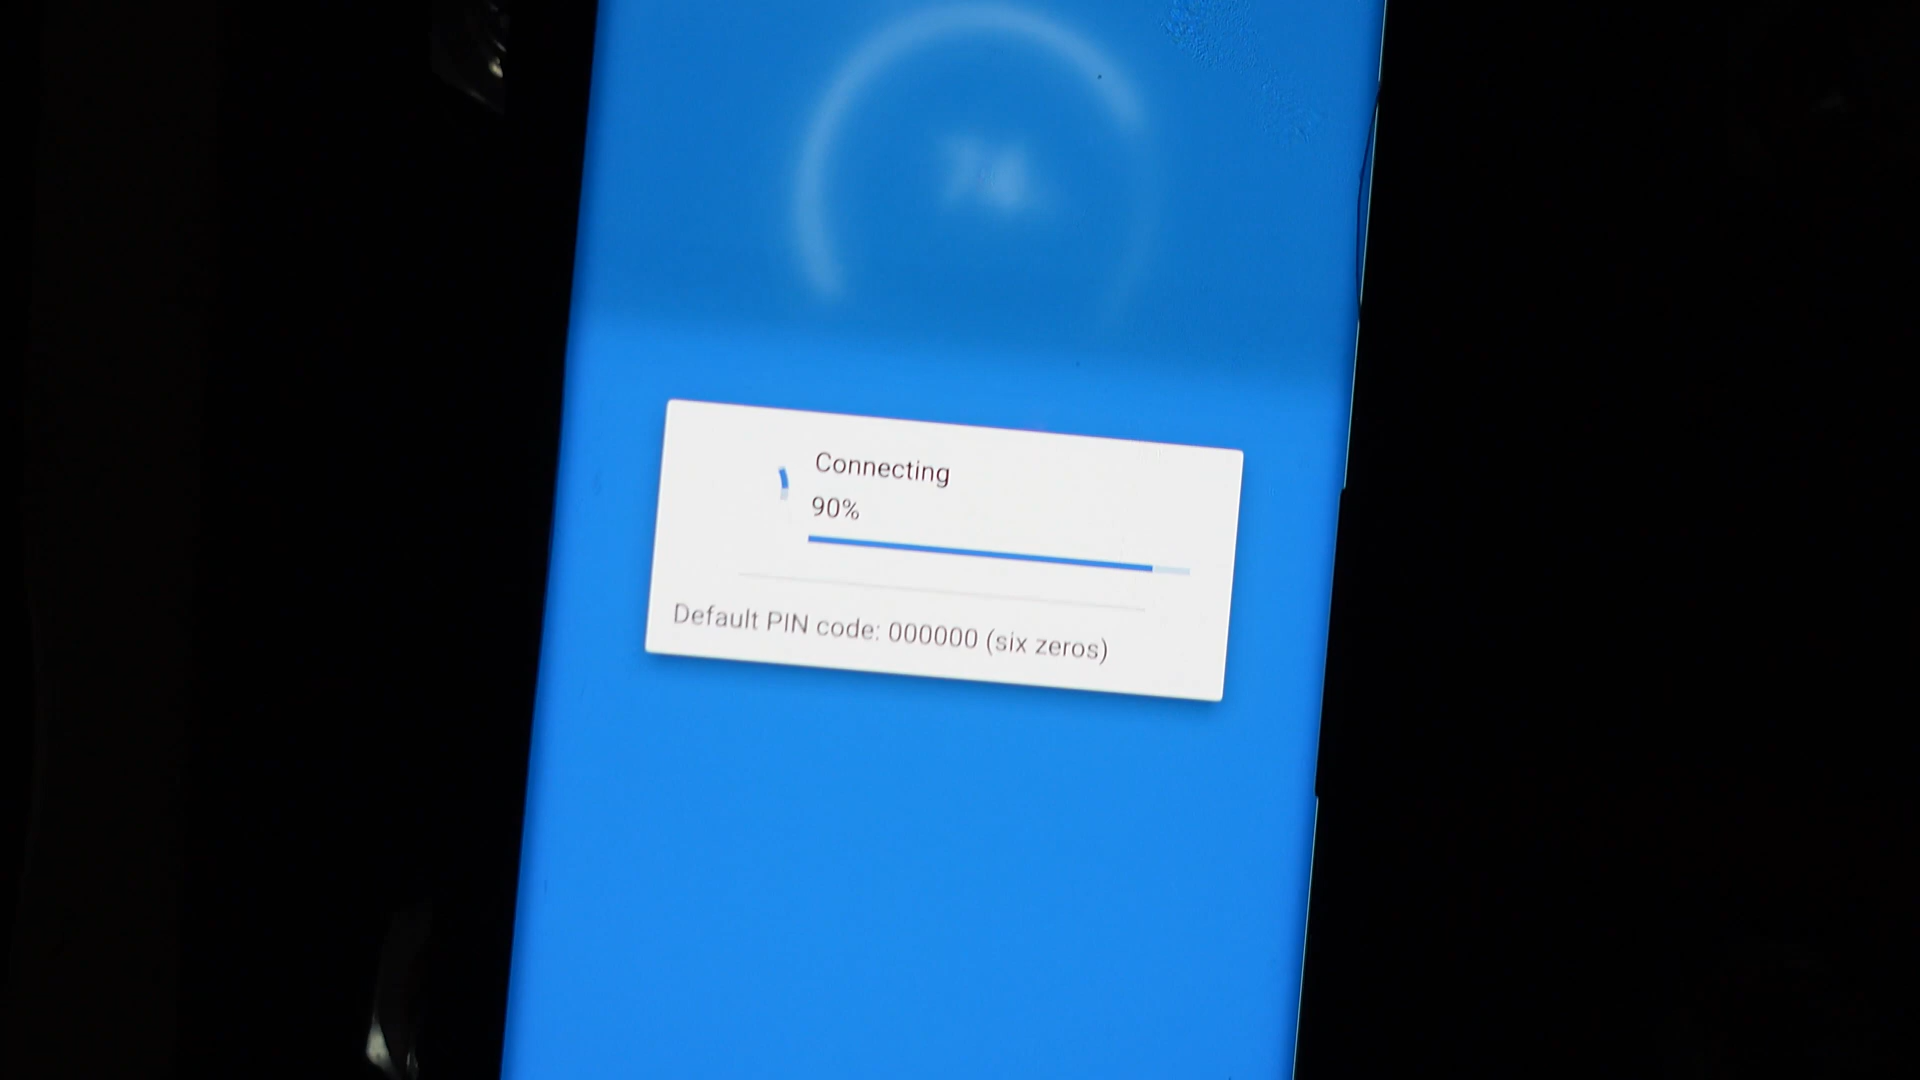 Connecting
90%
Default PIN code: 000000 (six zeros)